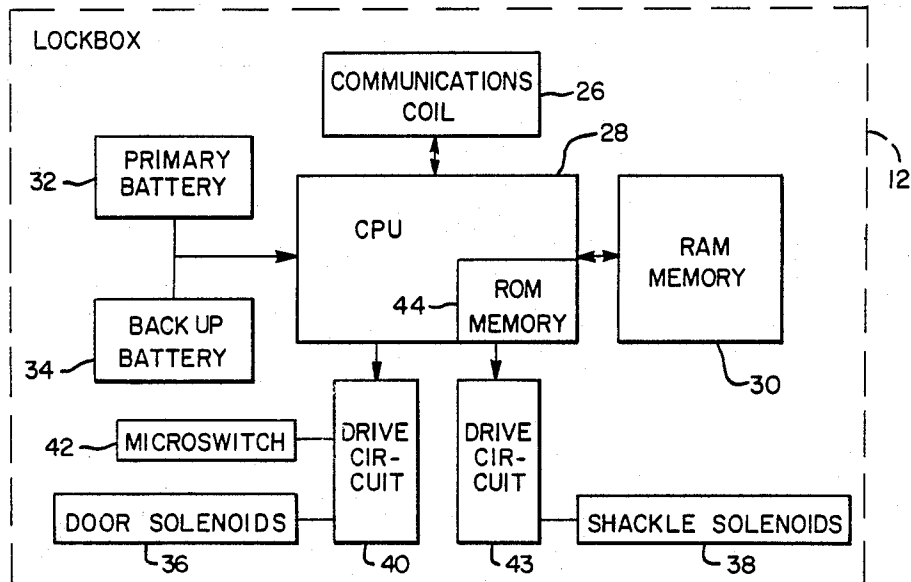 LOCKBOX
COMMUNICATIONS
COIL
26
28
12
32
PRIMARY
BATTERY
CPU
RAM
MEMORY
44
ROM
MEMORY
BACK UP
BATTERY
34
30
42
MICROSWITCH
DRIVE
CIR-
CUIT
DRIVE
CIR-
CUIT
DOOR SOLENOIDS
SHACKLE SOLENOIDS
36
40
43
38